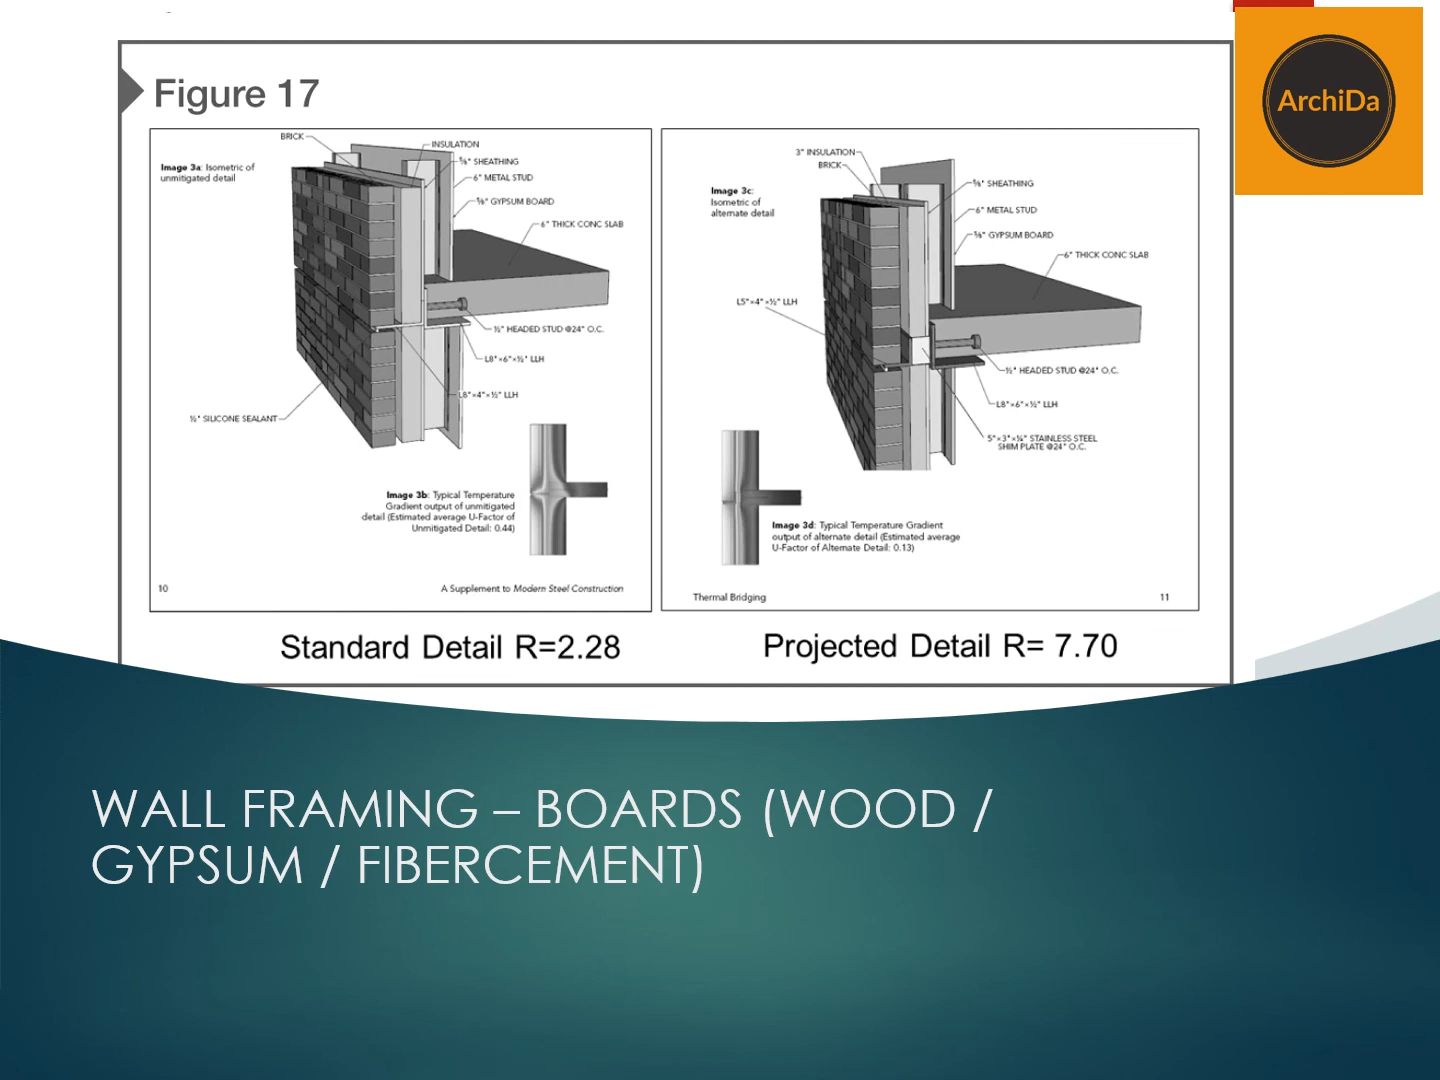 Figure 17
ArchiDa
Image 3a: Isometric of
unmitigated detail
BRICK
INSULATION
⅝" SHEATHING
6" METAL STUD
⅝" GYPSUM BOARD
6" THICK CONC SLAB
½" HEADED STUD @24" O.C.
L8"×6"×½" LLH
L8"×4"×½" LLH
½" SILICONE SEALANT
Image 3b: Typical Temperature
Gradient output of unmitigated
detail (Estimated average U-Factor of
Unmitigated Detail: 0.44)
10
A Supplement to Modern Steel Construction
3" INSULATION
BRICK
Image 3c:
Isometric of
alternate detail
⅝" SHEATHING
6" METAL STUD
⅝" GYPSUM BOARD
6" THICK CONC SLAB
L5"×4"×½" LLH
½" HEADED STUD @24" O.C.
L8"×6"×½" LLH
5"×3"×¼" STAINLESS STEEL
SHIM PLATE @24" O.C.
Image 3d: Typical Temperature Gradient
output of alternate detail (Estimated average
U-Factor of Alternate Detail: 0.13)
Thermal Bridging
11
Standard Detail R=2.28
Projected Detail R= 7.70
WALL FRAMING – BOARDS (WOOD /
GYPSUM / FIBERCEMENT)